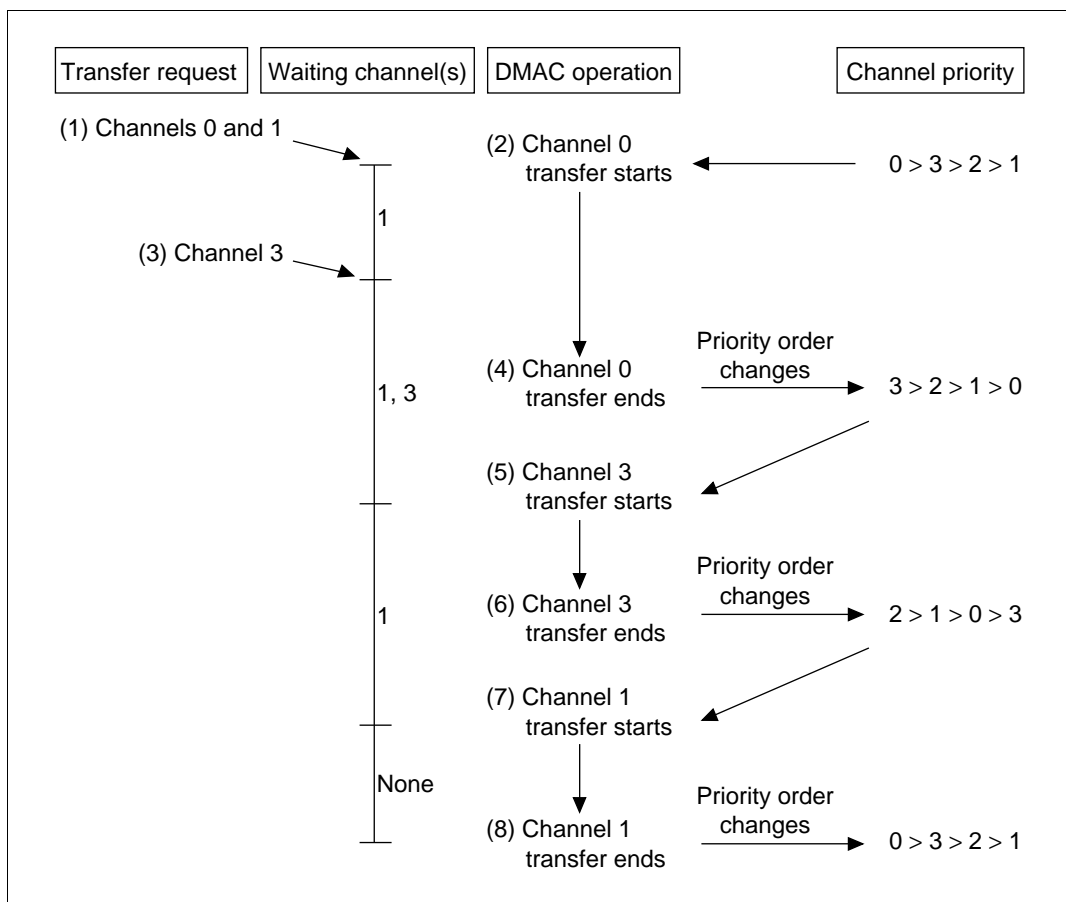 Transfer request
Waiting channel(s)
DMAC operation
Channel priority
(1) Channels 0 and 1
(2) Channel 0
transfer starts
0 > 3 > 2 > 1
1
(3) Channel 3
1, 3
(4) Channel 0
transfer ends
Priority order
changes
3 > 2 > 1 > 0
(5) Channel 3
transfer starts
1
(6) Channel 3
transfer ends
Priority order
changes
2 > 1 > 0 > 3
(7) Channel 1
transfer starts
None
(8) Channel 1
transfer ends
Priority order
changes
0 > 3 > 2 > 1